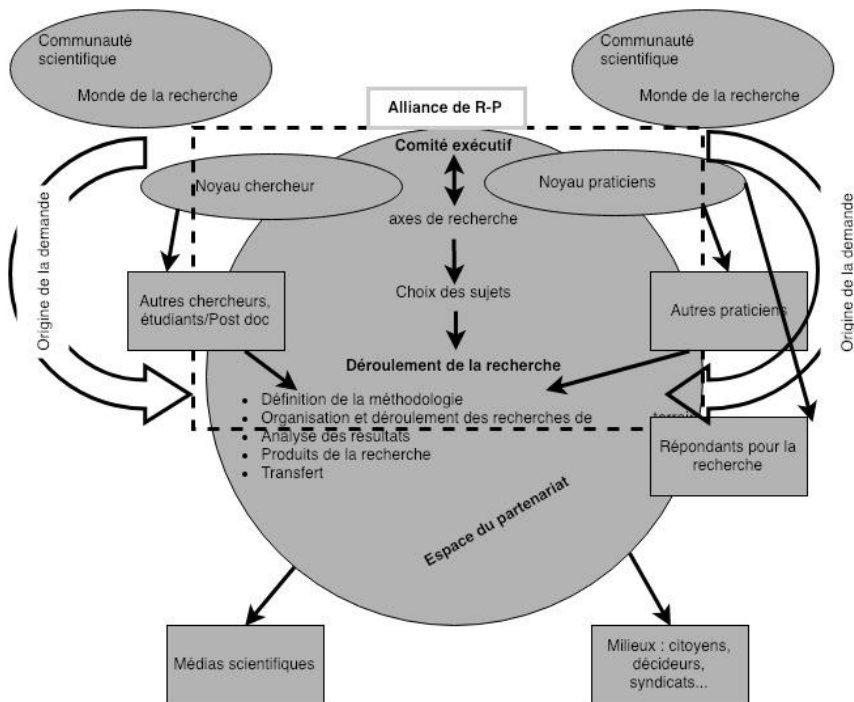 Communauté
scientifique
Monde de la recherche
Communauté
scientifique
Monde de la recherche
Alliance de R-P
Comité exécutif
Noyau chercheur
Noyau praticiens
axes de recherche
Origine de la demande
Origine de la demande
Autres chercheurs,
étudiants/Post doc
Choix des sujets
Autres praticiens
Déroulement de la recherche
• Définition de la méthodologie
• Organisation et déroulement des recherches de terrain
• Analyse des résultats
• Produits de la recherche
• Transfert
Répondants pour la
recherche
Espace du partenariat
Médias scientifiques
Milieux : citoyens,
décideurs,
syndicats...